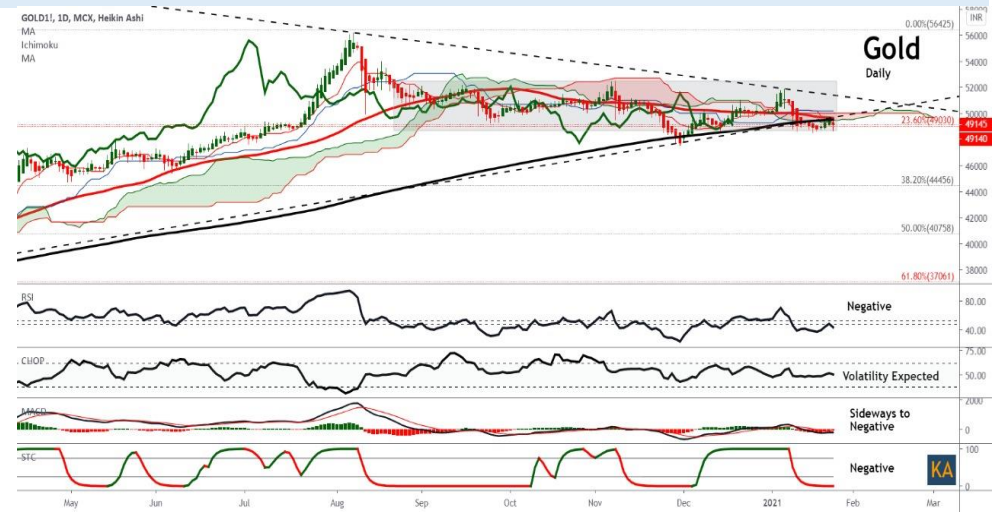 GOLD1!, 1D, MCX, Heikin Ashi
MA
Ichimoku
MA
Gold
Daily
INR
58000
56000
54000
52000
50000
49145
49140
46000
44000
42000
40000
38000
0.00%(56425)
23.60%(49030)
38.20%(44456)
50.00%(40758)
61.80%(37061)
RSI
Negative
80.00
40.00
CHOP
Volatility Expected
75.00
50.00
MACD
Sideways to
Negative
2000
0
STC
Negative
KA
100
0
May Jun Jul Aug Sep Oct Nov Dec 2021 Feb Mar